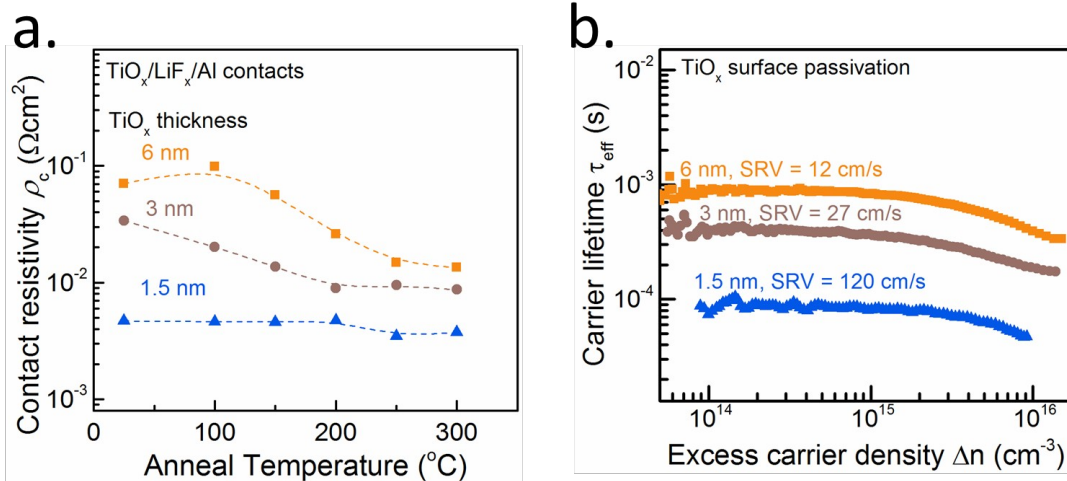 a.
TiOx/LiFx/Al contacts
TiOx thickness
6 nm
3 nm
1.5 nm
Contact resistivity ρc (Ωcm2)
10⁻¹
10⁻²
10⁻³
0
100
200
300
Anneal Temperature (°C)
b.
TiOx surface passivation
6 nm, SRV = 12 cm/s
3 nm, SRV = 27 cm/s
1.5 nm, SRV = 120 cm/s
Carrier lifetime τeff (s)
10⁻²
10⁻³
10⁻⁴
10¹⁴
10¹⁵
10¹⁶
Excess carrier density Δn (cm⁻³)